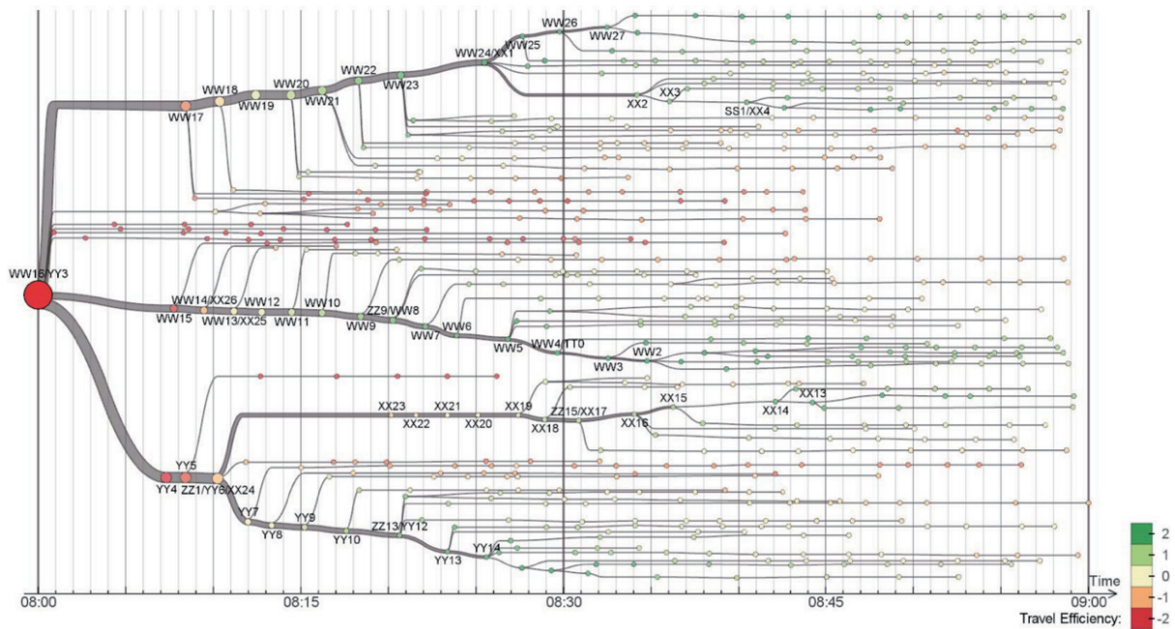 WW26
WW25
WW27
WW24/XX1
WW22
WW23
WW18
WW20
WW21
WW19
WW17
XX3
XX2
SS1/XX4
WW16/YY3
WW14/XX26
WW12
WW10
ZZ9/WW8
WW15
WW13/XX25
WW11
WW9
WW7
WW6
WW5
WW4/TT0
WW2
WW3
XX23
XX21
XX19
ZZ15/XX17
XX15
XX13
XX14
XX22
XX20
XX18
XX16
YY5
YY4
ZZ1/YY6/XX24
YY7
YY9
ZZ13/YY12
YY8
YY10
YY14
YY13
2
1
0
-1
-2
Time
08:00
08:15
08:30
08:45
09:00
Travel Efficiency: